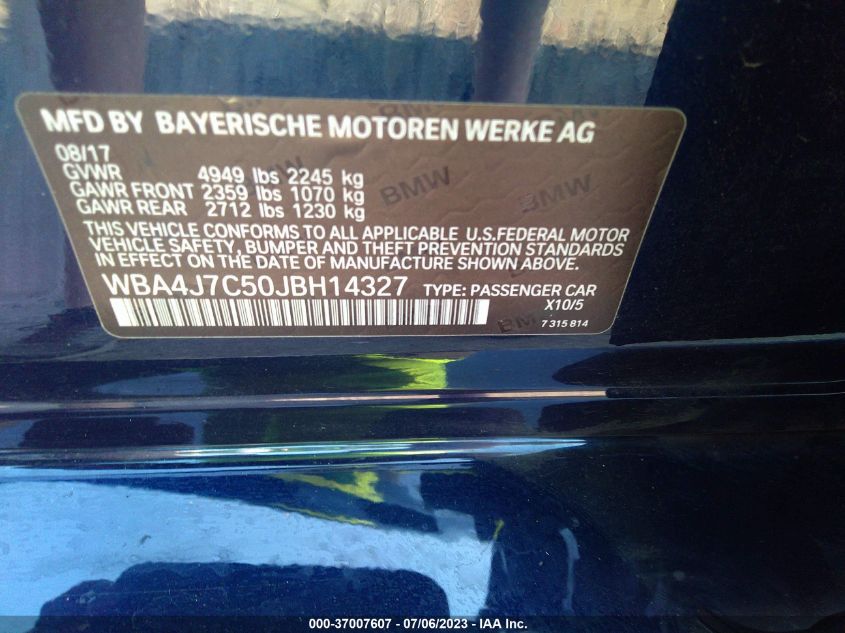 MFD BY BAYERISCHE MOTOREN WERKE AG
08/17
GVWR 4949 lbs 2245 kg
GAWR FRONT 2359 lbs 1070 kg
GAWR REAR 2712 lbs 1230 kg
THIS VEHICLE CONFORMS TO ALL APPLICABLE U.S.FEDERAL MOTOR
VEHICLE SAFETY, BUMPER AND THEFT PREVENTION STANDARDS
IN EFFECT ON THE DATE OF MANUFACTURE SHOWN ABOVE.
WBA4J7C50JBH14327 TYPE: PASSENGER CAR
X10/5
7 315 814
BMW
BMW
BMW
BMW
BMW
000-37007607 / 07/06/2023 - IAA Inc.